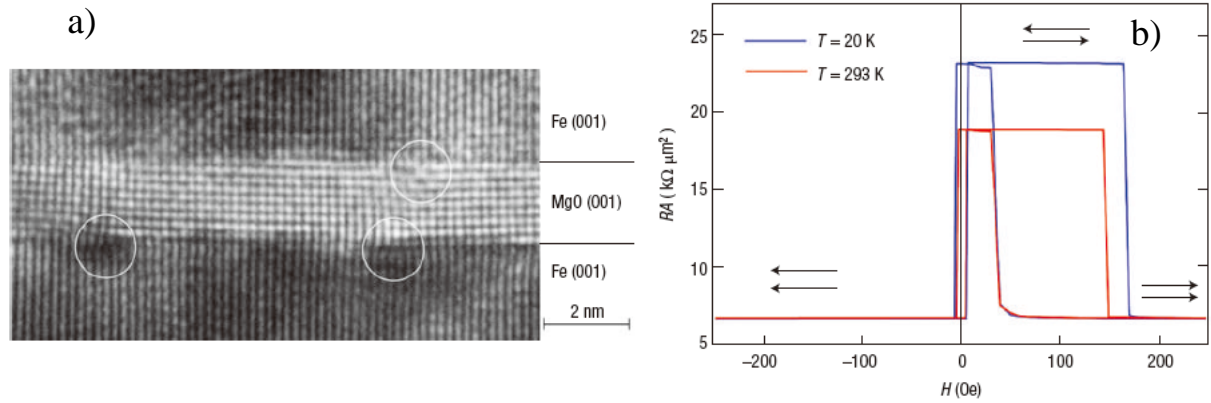 a)
Fe (001)
MgO (001)
Fe (001)
2 nm
b)
T = 20 K
T = 293 K
25
20
15
10
5
RA ( kΩ μm²)
−200
−100
0
100
200
H (Oe)